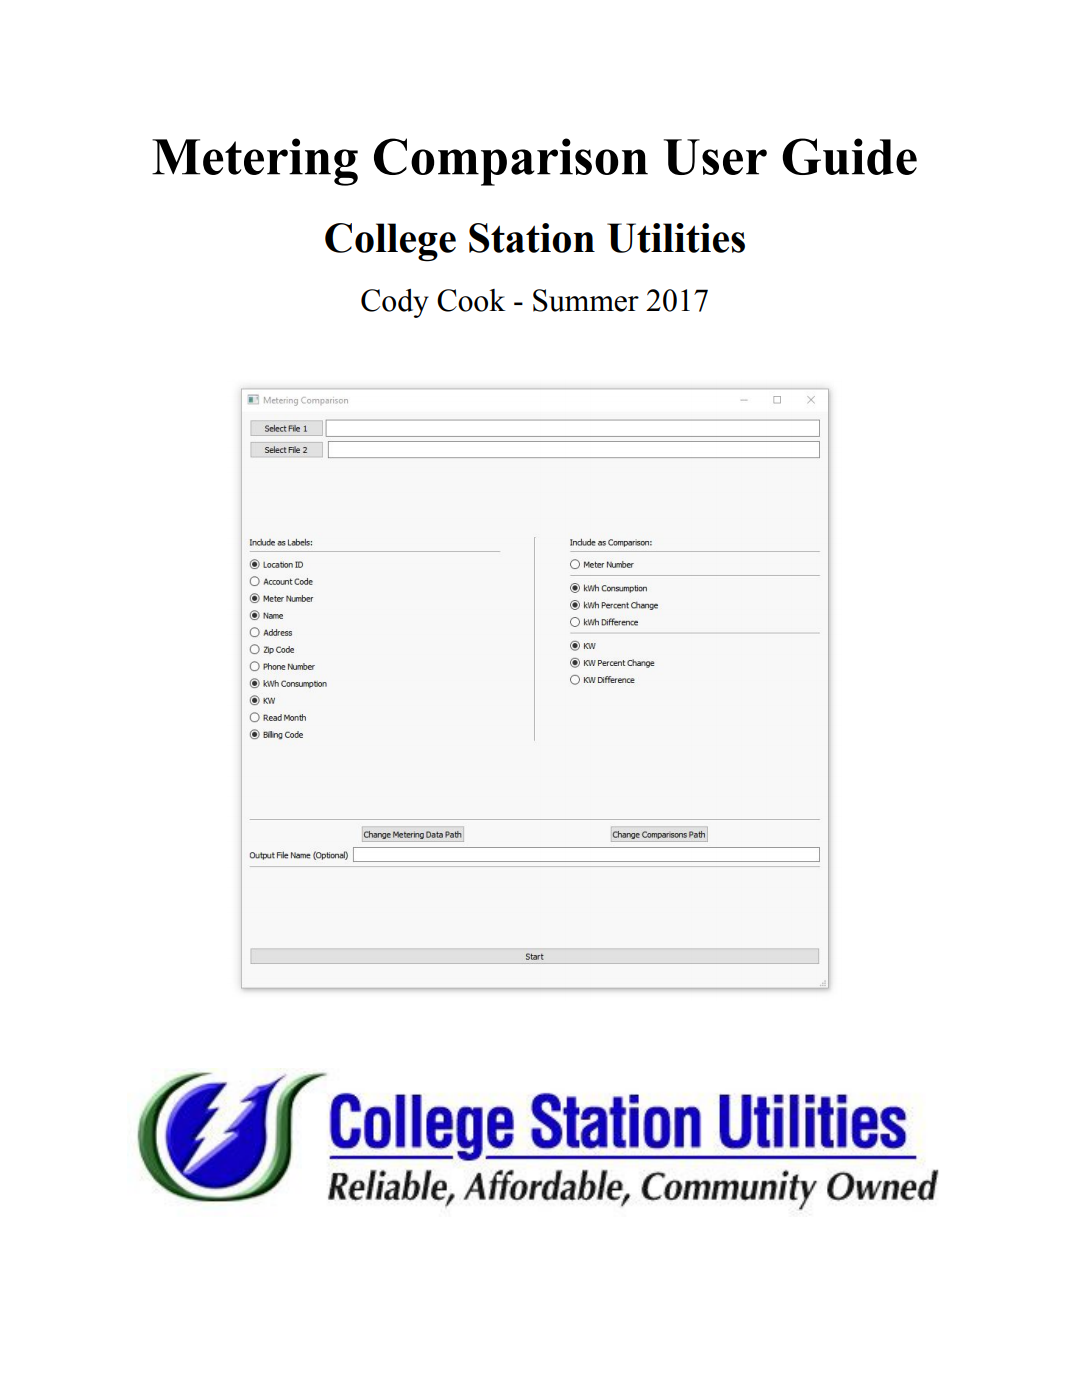 Metering Comparison User Guide
College Station Utilities
Cody Cook - Summer 2017
Metering Comparison
Select File 1
Select File 2
Include as Labels:
Location ID
Account Code
Meter Number
Name
Address
Zip Code
Phone Number
kWh Consumption
KW
Read Month
Billing Code
Include as Comparison:
Meter Number
kWh Consumption
kWh Percent Change
kWh Difference
KW
KW Percent Change
KW Difference
Change Metering Data Path
Change Comparisons Path
Output File Name (Optional)
Start
College Station Utilities
Reliable, Affordable, Community Owned